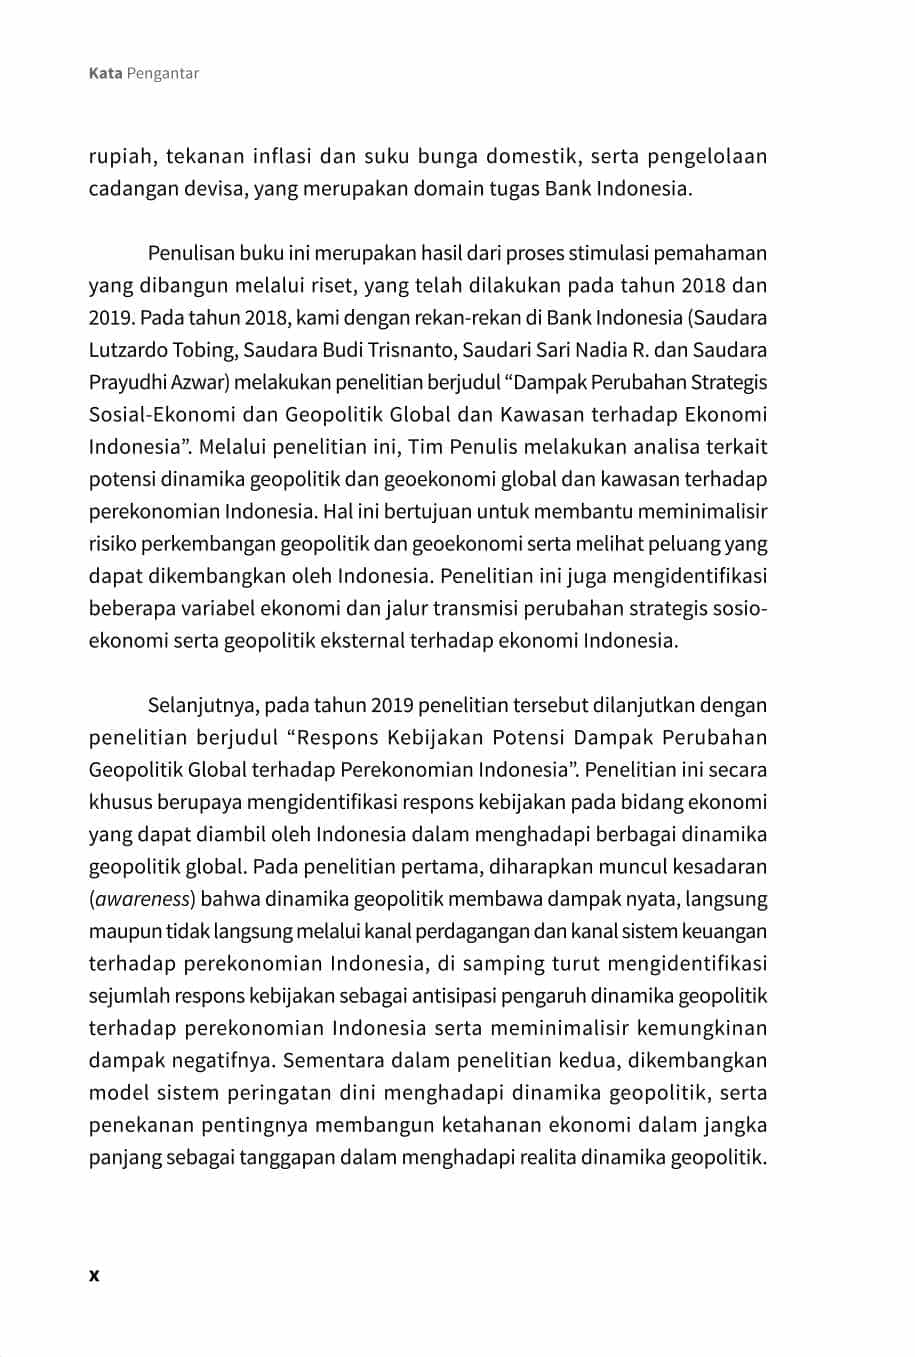 Kata Pengantar
rupiah, tekanan inflasi dan suku bunga domestik, serta pengelolaan
cadangan devisa, yang merupakan domain tugas Bank Indonesia.
Penulisan buku ini merupakan hasil dari proses stimulasi pemahaman
yang dibangun melalui riset, yang telah dilakukan pada tahun 2018 dan
2019. Pada tahun 2018, kami dengan rekan-rekan di Bank Indonesia (Saudara
Lutzardo Tobing, Saudara Budi Trisnanto, Saudari Sari Nadia R. dan Saudara
Prayudhi Azwar) melakukan penelitian berjudul “Dampak Perubahan Strategis
Sosial-Ekonomi dan Geopolitik Global dan Kawasan terhadap Ekonomi
Indonesia”. Melalui penelitian ini, Tim Penulis melakukan analisa terkait
potensi dinamika geopolitik dan geoekonomi global dan kawasan terhadap
perekonomian Indonesia. Hal ini bertujuan untuk membantu meminimalisir
risiko perkembangan geopolitik dan geoekonomi serta melihat peluang yang
dapat dikembangkan oleh Indonesia. Penelitian ini juga mengidentifikasi
beberapa variabel ekonomi dan jalur transmisi perubahan strategis sosio-
ekonomi serta geopolitik eksternal terhadap ekonomi Indonesia.
Selanjutnya, pada tahun 2019 penelitian tersebut dilanjutkan dengan
penelitian berjudul “Respons Kebijakan Potensi Dampak Perubahan
Geopolitik Global terhadap Perekonomian Indonesia”. Penelitian ini secara
khusus berupaya mengidentifikasi respons kebijakan pada bidang ekonomi
yang dapat diambil oleh Indonesia dalam menghadapi berbagai dinamika
geopolitik global. Pada penelitian pertama, diharapkan muncul kesadaran
(awareness) bahwa dinamika geopolitik membawa dampak nyata, langsung
maupun tidak langsung melalui kanal perdagangan dan kanal sistem keuangan
terhadap perekonomian Indonesia, di samping turut mengidentifikasi
sejumlah respons kebijakan sebagai antisipasi pengaruh dinamika geopolitik
terhadap perekonomian Indonesia serta meminimalisir kemungkinan
dampak negatifnya. Sementara dalam penelitian kedua, dikembangkan
model sistem peringatan dini menghadapi dinamika geopolitik, serta
penekanan pentingnya membangun ketahanan ekonomi dalam jangka
panjang sebagai tanggapan dalam menghadapi realita dinamika geopolitik.
x